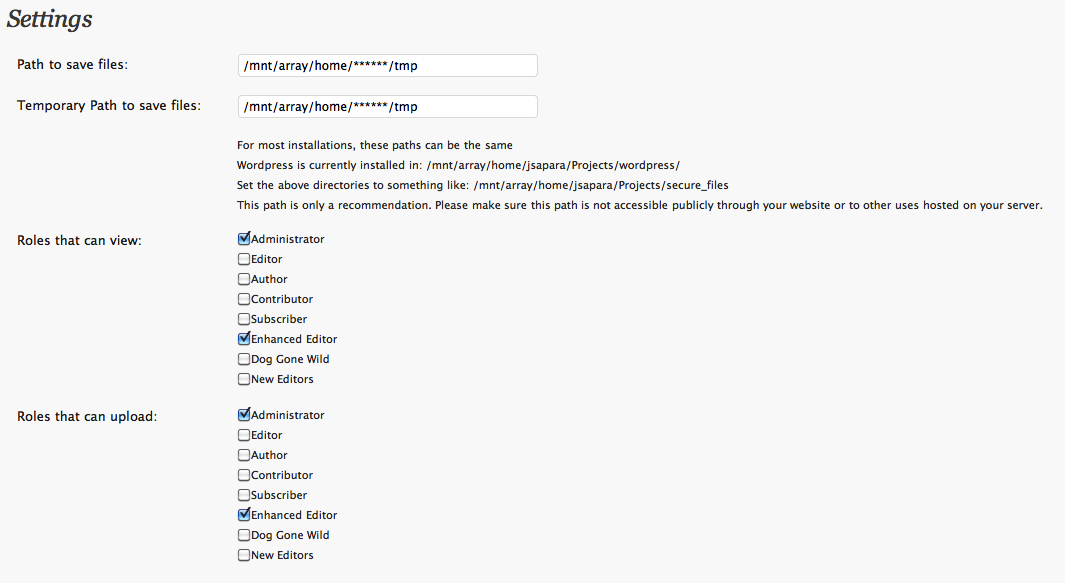 Settings
Path to save files:
/mnt/array/home/******/tmp
Temporary Path to save files:
/mnt/array/home/******/tmp
For most installations, these paths can be the same
Wordpress is currently installed in: /mnt/array/home/jsapara/Projects/wordpress/
Set the above directories to something like: /mnt/array/home/jsapara/Projects/secure_files
This path is only a recommendation. Please make sure this path is not accessible publicly through your website or to other uses hosted on your server.
Roles that can view:
Administrator
Editor
Author
Contributor
Subscriber
Enhanced Editor
Dog Gone Wild
New Editors
Roles that can upload:
Administrator
Editor
Author
Contributor
Subscriber
Enhanced Editor
Dog Gone Wild
New Editors